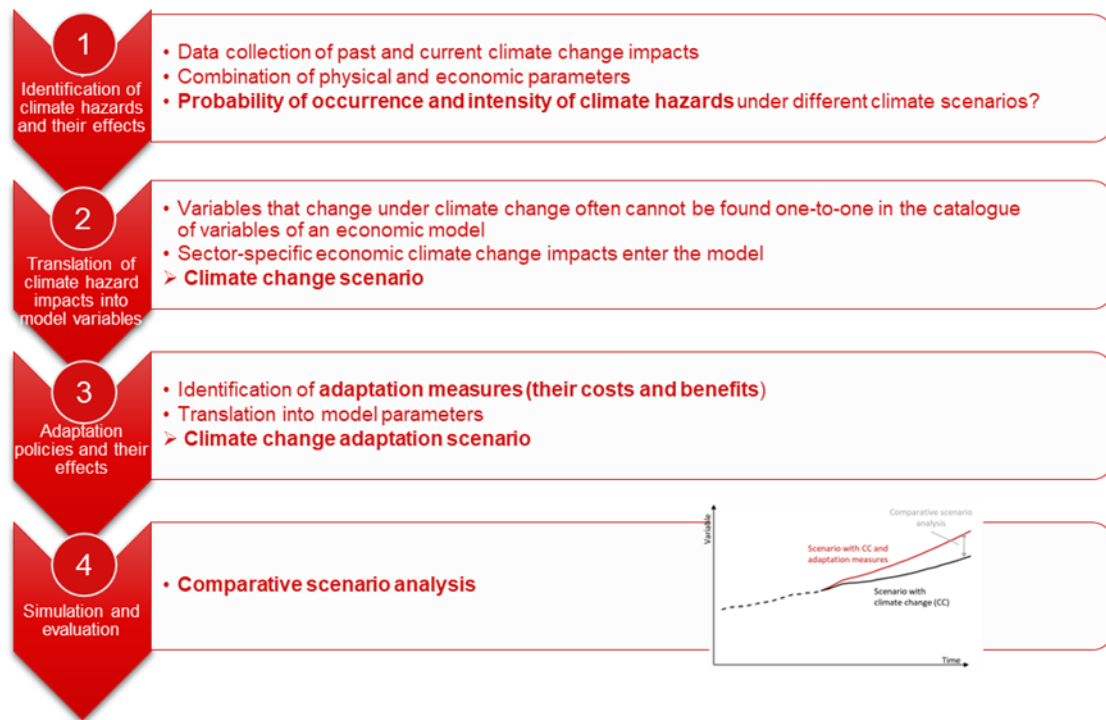 1
Identification of
climate hazards
and their effects
• Data collection of past and current climate change impacts
• Combination of physical and economic parameters
• Probability of occurrence and intensity of climate hazards under different climate scenarios?
2
Translation of
climate hazard
impacts into
model variables
• Variables that change under climate change often cannot be found one-to-one in the catalogue
of variables of an economic model
• Sector-specific economic climate change impacts enter the model
➢ Climate change scenario
3
Adaptation
policies and their
effects
• Identification of adaptation measures (their costs and benefits)
• Translation into model parameters
➢ Climate change adaptation scenario
4
Simulation and
evaluation
• Comparative scenario analysis
Variable
Comparative scenario
analysis
Scenario with CC and
adaptation measures
Scenario with
climate change (CC)
Time